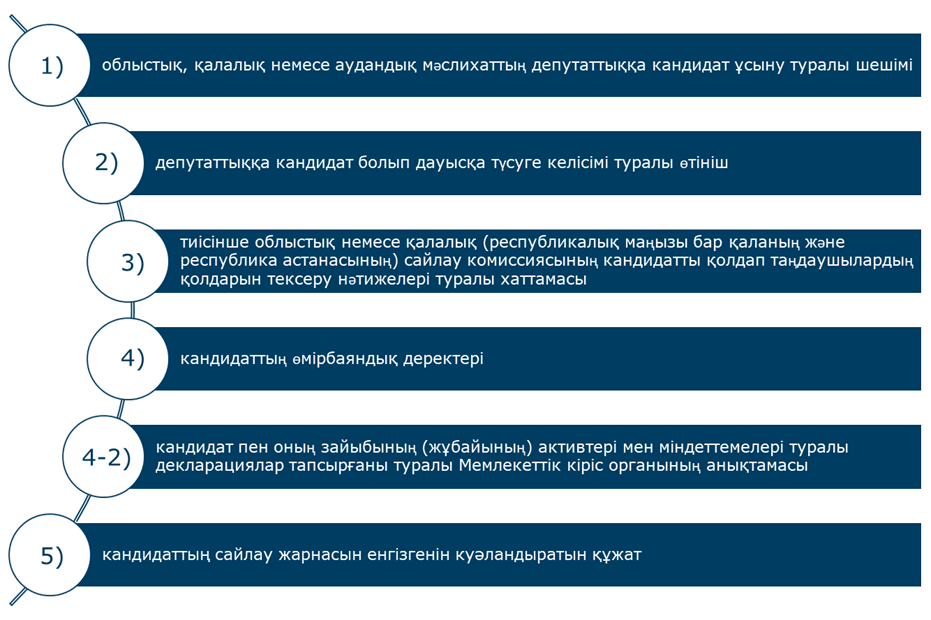 1) облыстық, қалалық немесе аудандық мәслихаттың депутаттыққа кандидат ұсыну туралы шешімі
2) депутаттыққа кандидат болып дауысқа түсуге келісімі туралы өтініш
3) тиісінше облыстық немесе қалалық (республикалық маңызы бар қаланың және
республика астанасының) сайлау комиссиясының кандидатты қолдап таңдаушылардың
қолдарын тексеру нәтижелері туралы хаттамасы
4) кандидаттың өмірбаяндық деректері
4-2) кандидат пен оның зайыбының (жұбайының) активтері мен міндеттемелері туралы
декларациялар тапсырғаны туралы Мемлекеттік кіріс органының анықтамасы
5) кандидаттың сайлау жарнасын енгізгенін куәландыратын құжат